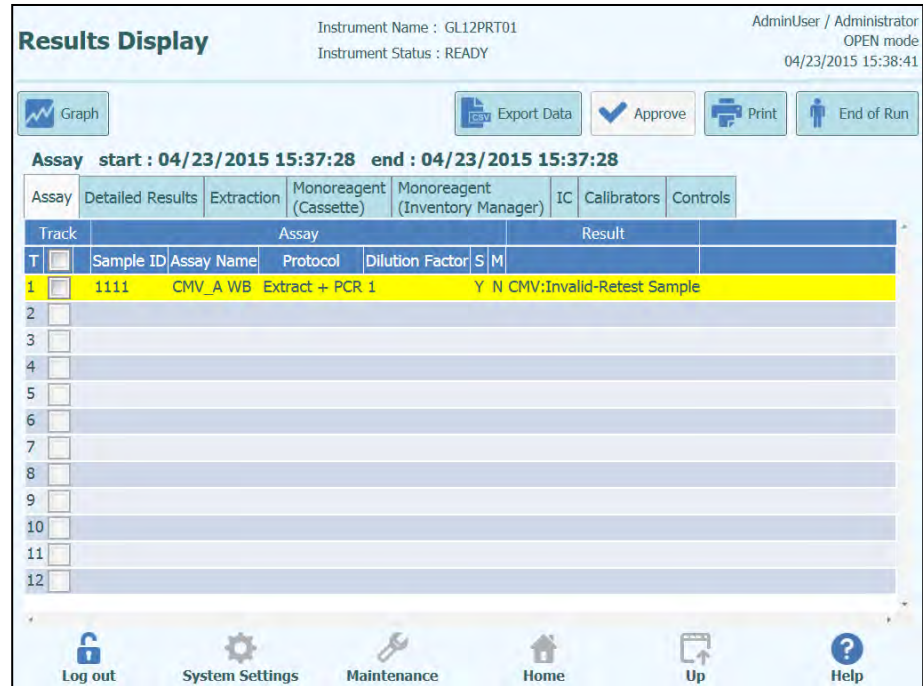 Results Display
Instrument Name : GL12PRT01
Instrument Status : READY
AdminUser / Administrator
OPEN mode
04/23/2015 15:38:41
Graph
CSV Export Data
Approve
Print
End of Run
Assay start : 04/23/2015 15:37:28 end : 04/23/2015 15:37:28
Assay Detailed Results Extraction Monoreagent (Cassette) Monoreagent (Inventory Manager) IC Calibrators Controls
Track Assay Result
T Sample ID Assay Name Protocol Dilution Factor S M
1 1111 CMV_A WB Extract + PCR 1 Y N CMV:Invalid-Retest Sample
2
3
4
5
6
7
8
9
10
11
12
Log out System Settings Maintenance Home Up ? Help